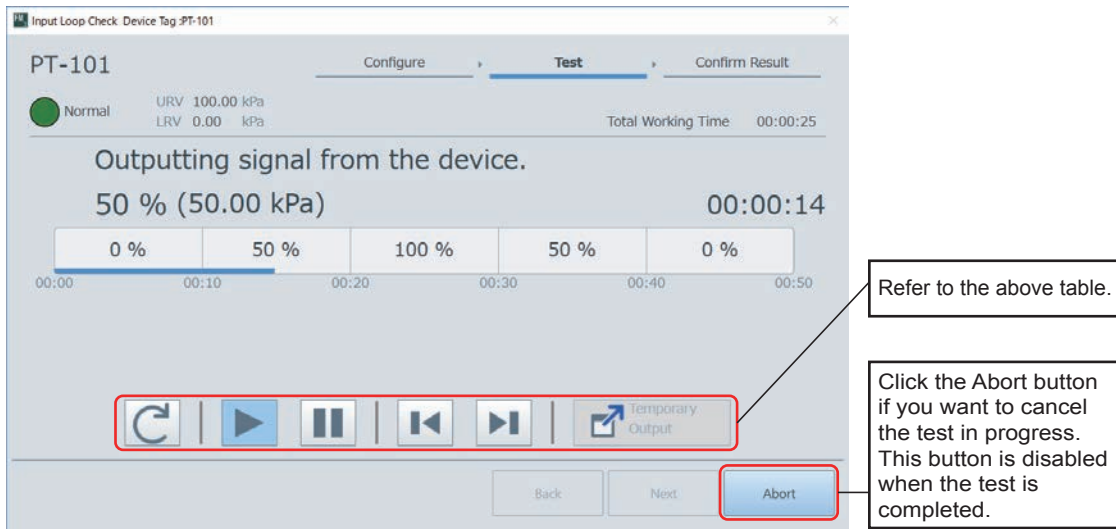 Input Loop Check Device Tag :PT-101
PT-101
Configure
Test
Confirm Result
Normal
URV 100.00 kPa
LRV 0.00 kPa
Total Working Time 00:00:25
Outputting signal from the device.
50 % (50.00 kPa)
00:00:14
0 % 50 % 100 % 50 % 0 %
00:00 00:10 00:20 00:30 00:40 00:50
Refer to the above table.
Temporary
Output
Click the Abort button
if you want to cancel
the test in progress.
This button is disabled
when the test is
completed.
Back Next Abort